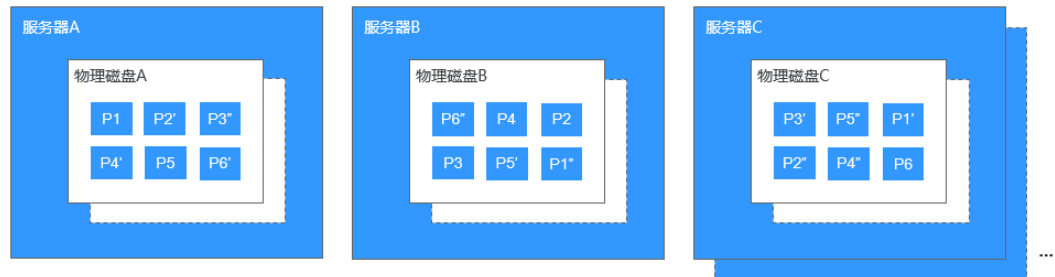 服务器A
物理磁盘A
P1 P2' P3"
P4' P5 P6'
服务器B
物理磁盘B
P6" P4 P2
P3 P5' P1"
服务器C
物理磁盘C
P3' P5" P1'
P2" P4" P6
...